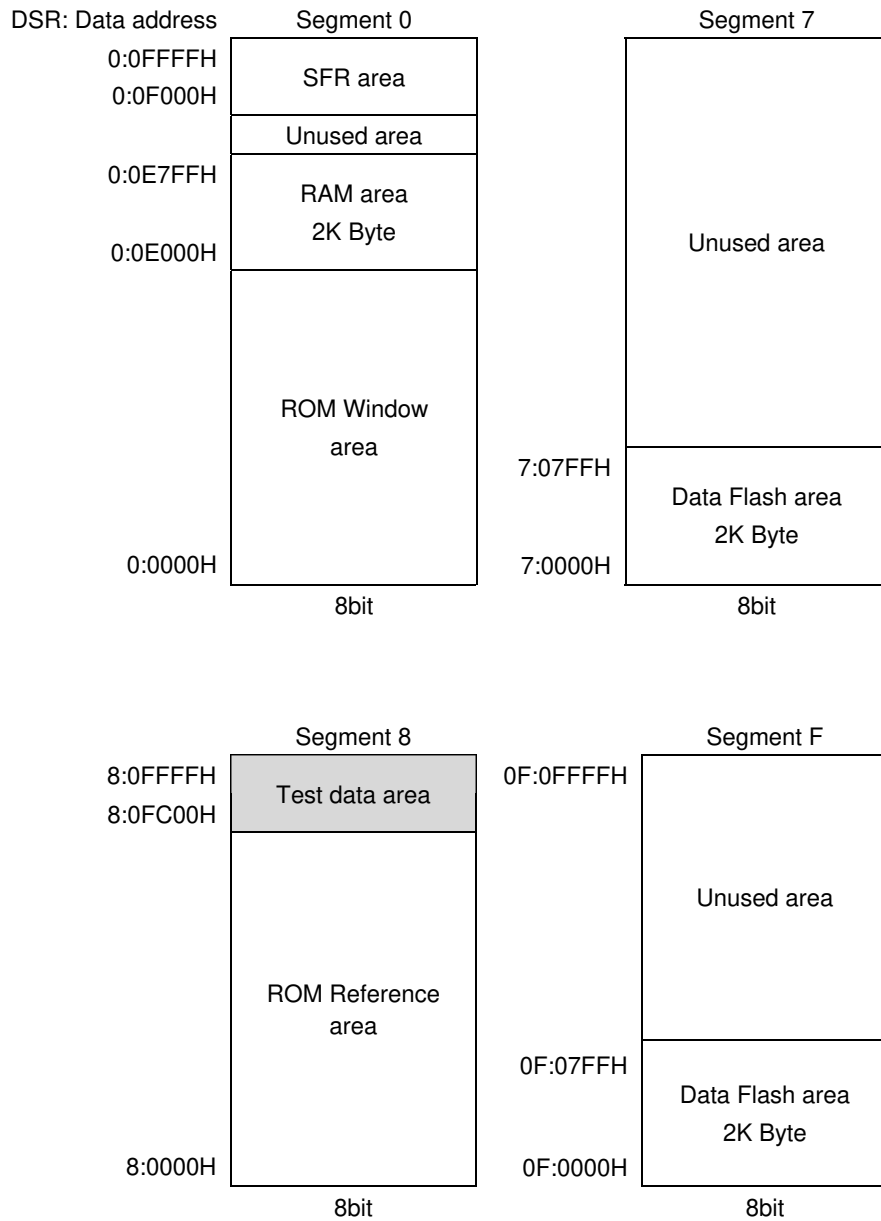 DSR: Data address
Segment 0
0:0FFFFH
SFR area
0:0F000H
Unused area
0:0E7FFH
RAM area
2K Byte
0:0E000H
ROM Window
area
0:0000H
8bit
Segment 7
Unused area
7:07FFH
Data Flash area
2K Byte
7:0000H
8bit
Segment 8
8:0FFFFH
Test data area
8:0FC00H
ROM Reference
area
8:0000H
8bit
Segment F
0F:0FFFFH
Unused area
0F:07FFH
Data Flash area
2K Byte
0F:0000H
8bit